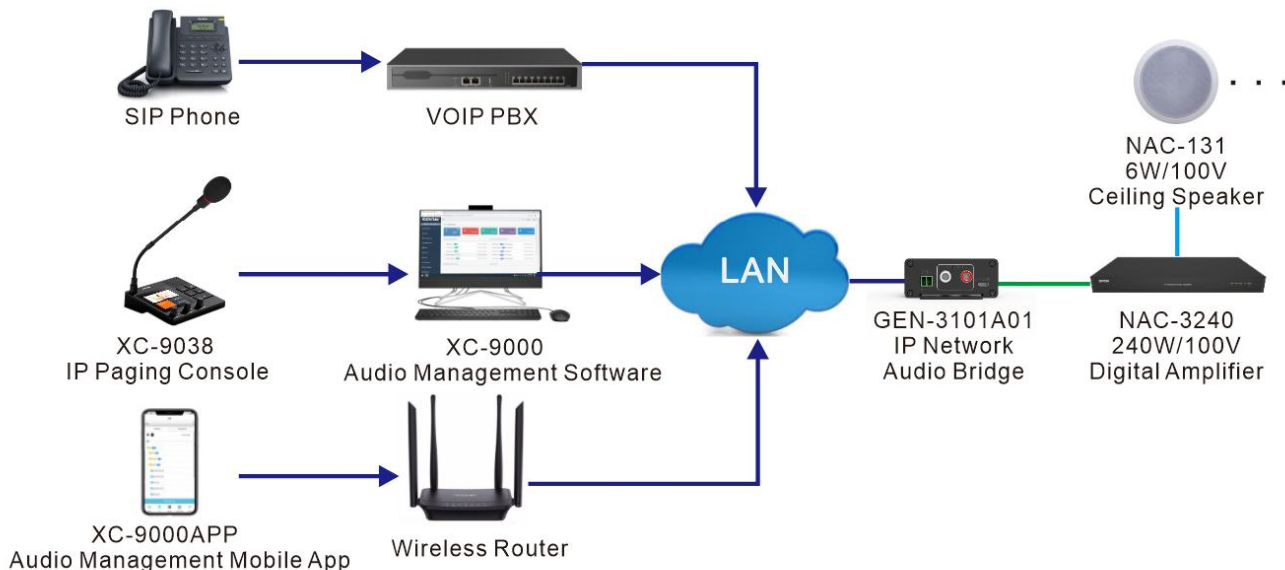 SIP Phone
VOIP PBX
NAC-131
6W/100V
Ceiling Speaker
LAN
XC-9038
IP Paging Console
XC-9000
Audio Management Software
GEN-3101A01
IP Network
Audio Bridge
NAC-3240
240W/100V
Digital Amplifier
XC-9000APP
Audio Management Mobile App
Wireless Router